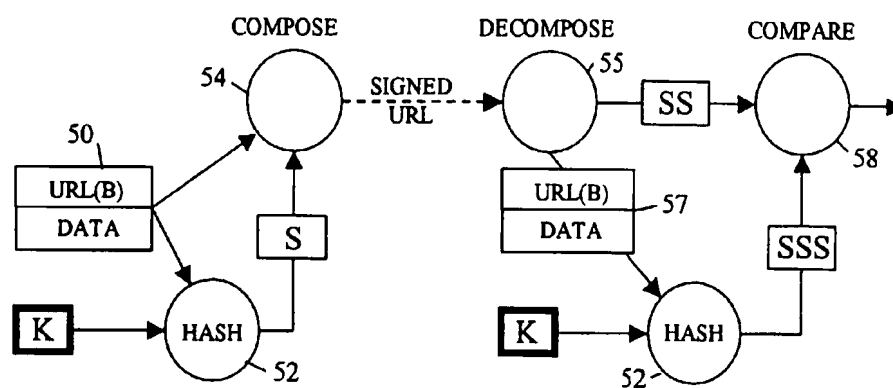 COMPOSE
DECOMPOSE
COMPARE
54
SIGNED
URL
55
SS
58
50
URL(B)
DATA
S
URL(B)
DATA
57
SSS
K
HASH
52
K
HASH
52